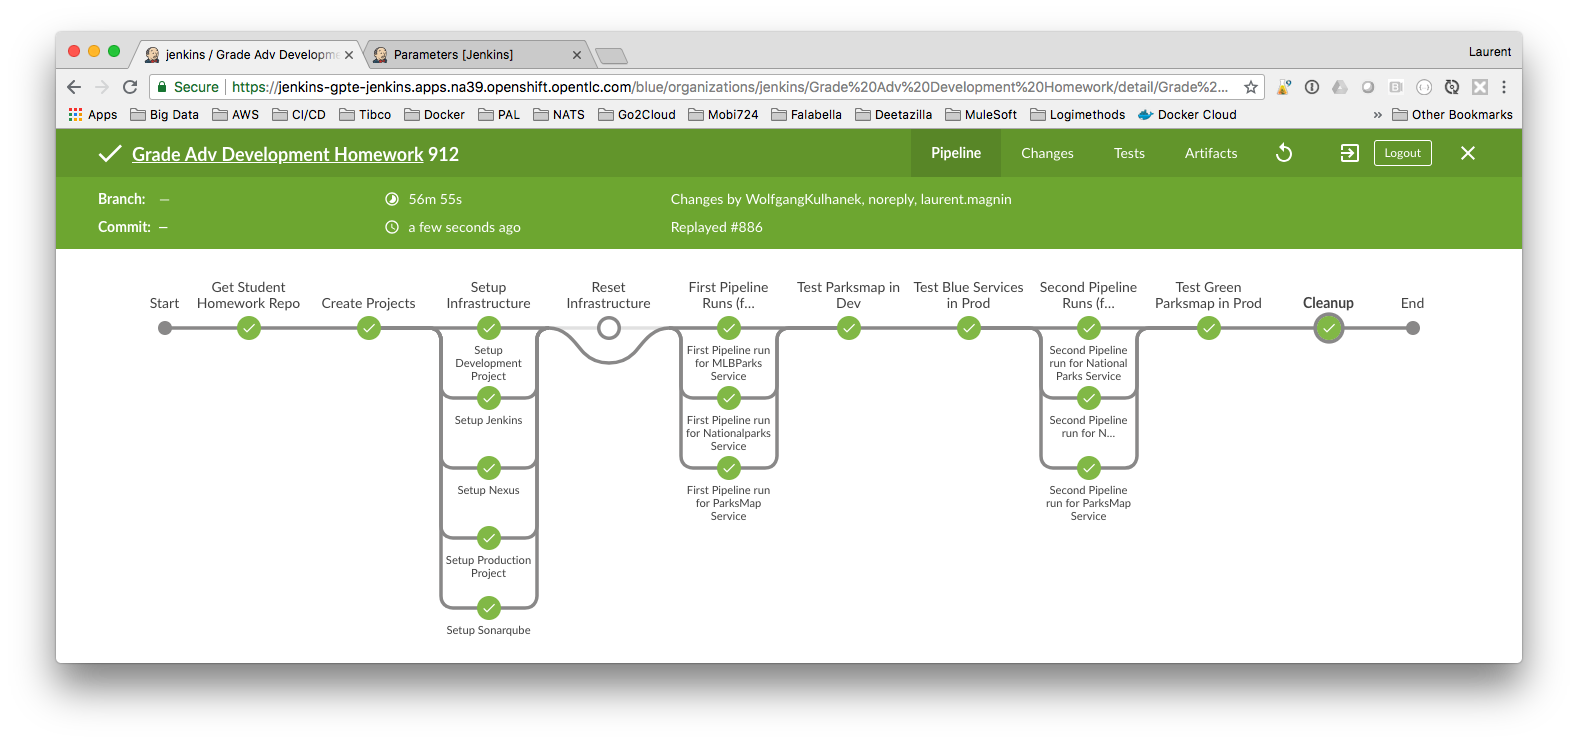 jenkins / Grade Adv Developme
Parameters [Jenkins]
Laurent
Secure
https://jenkins-gpte-jenkins.apps.na39.openshift.opentlc.com/blue/organizations/jenkins/Grade%20Adv%20Development%20Homework/detail/Grade%2...
Apps
Big Data
AWS
CI/CD
Tibco
Docker
PAL
NATS
Go2Cloud
Mobi724
Falabella
Deetazilla
MuleSoft
Logimethods
Docker Cloud
»
Other Bookmarks
Grade Adv Development Homework 912
Pipeline
Changes
Tests
Artifacts
Logout
Branch: —
56m 55s
Changes by WolfgangKulhanek, noreply, laurent.magnin
Commit: —
a few seconds ago
Replayed #886
Start
Get Student
Homework Repo
Create Projects
Setup
Infrastructure
Reset
Infrastructure
First Pipeline
Runs (f...
Test Parksmap in
Dev
Test Blue Services
in Prod
Second Pipeline
Runs (f...
Test Green
Parksmap in Prod
Cleanup
End
Setup
Development
Project
Setup Jenkins
Setup Nexus
Setup Production
Project
Setup Sonarqube
First Pipeline run
for MLBParks
Service
First Pipeline run
for Nationalparks
Service
First Pipeline run
for ParksMap
Service
Second Pipeline
run for National
Parks Service
Second Pipeline
run for N...
Second Pipeline
run for ParksMap
Service